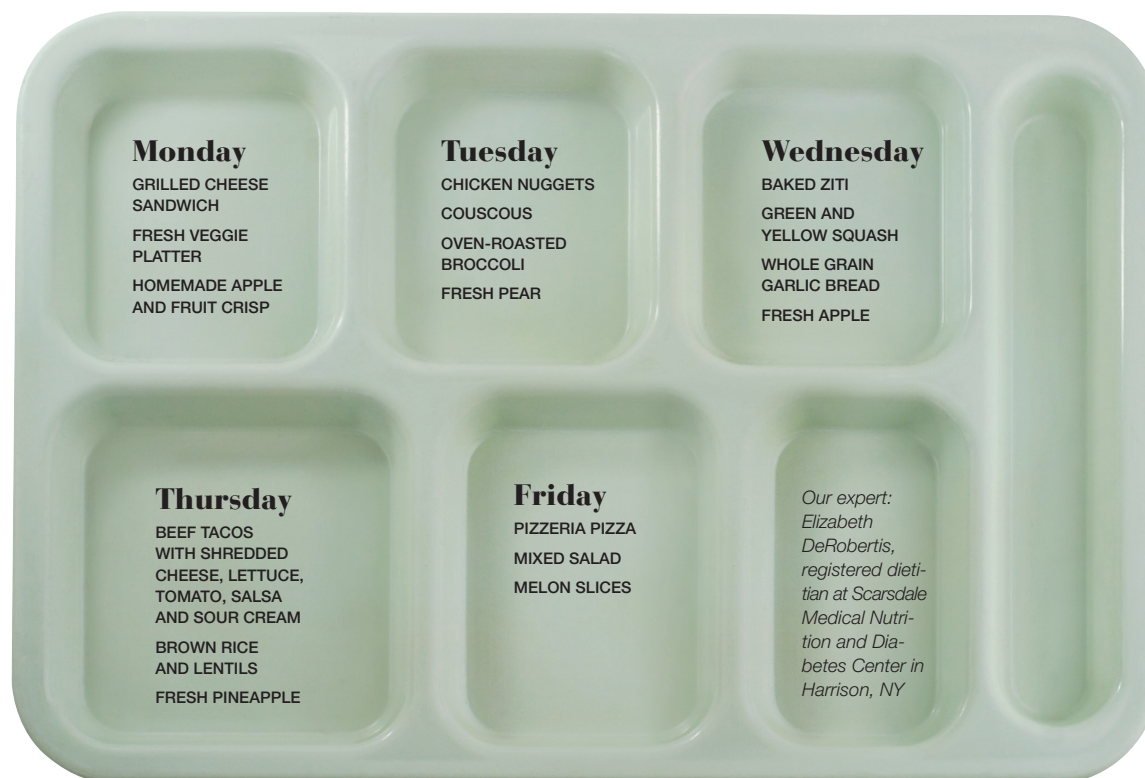 Monday
GRILLED CHEESE
SANDWICH
FRESH VEGGIE
PLATTER
HOMEMADE APPLE
AND FRUIT CRISP
Tuesday
CHICKEN NUGGETS
COUSCOUS
OVEN-ROASTED
BROCCOLI
FRESH PEAR
Wednesday
BAKED ZITI
GREEN AND
YELLOW SQUASH
WHOLE GRAIN
GARLIC BREAD
FRESH APPLE
Thursday
BEEF TACOS
WITH SHREDDED
CHEESE, LETTUCE,
TOMATO, SALSA
AND SOUR CREAM
BROWN RICE
AND LENTILS
FRESH PINEAPPLE
Friday
PIZZERIA PIZZA
MIXED SALAD
MELON SLICES
Our expert:
Elizabeth
DeRobertis,
registered dieti-
tian at Scarsdale
Medical Nutri-
tion and Dia-
betes Center in
Harrison, NY